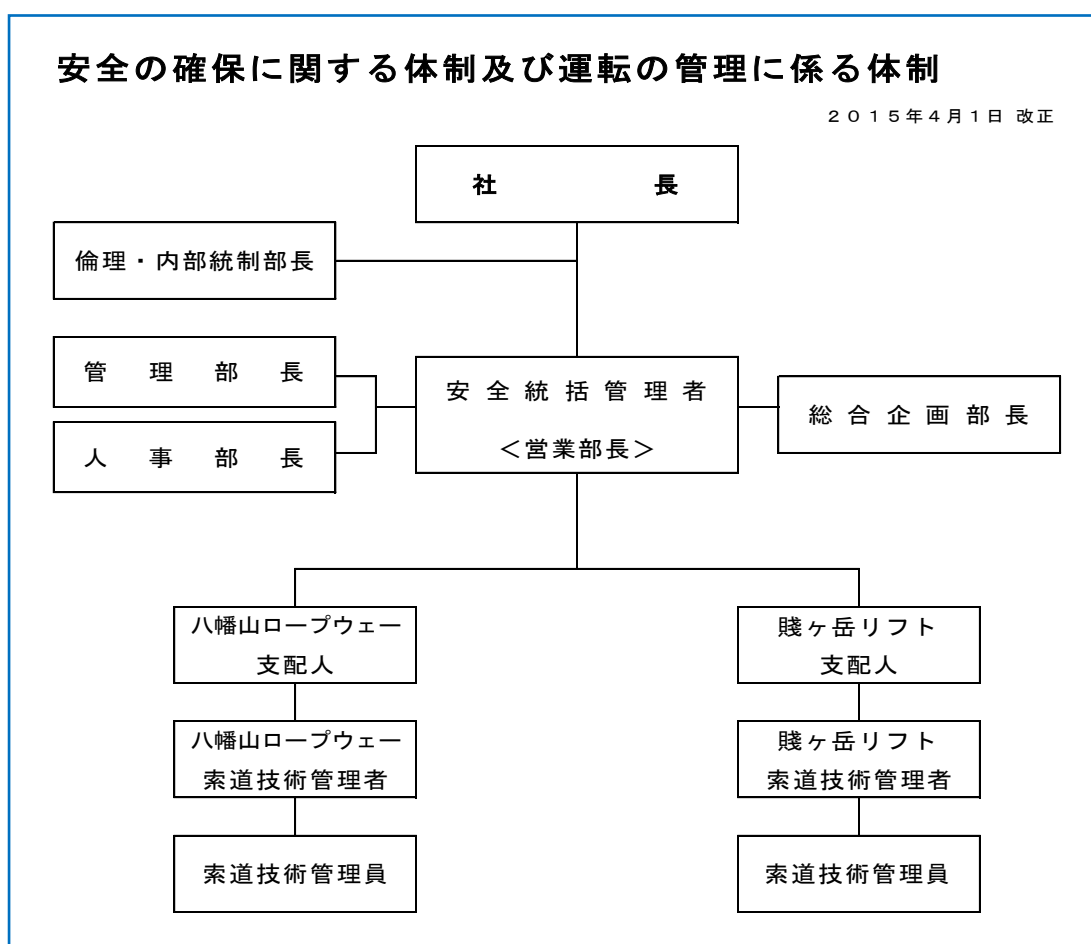 安全の確保に関する体制及び運転の管理に係る体制
２０１５年４月１日 改正
社長
倫理・内部統制部長
管理部長
人事部長
安全統括管理者
＜営業部長＞
総合企画部長
八幡山ロープウェー
支配人
賤ヶ岳リフト
支配人
八幡山ロープウェー
索道技術管理者
賤ヶ岳リフト
索道技術管理者
索道技術管理員
索道技術管理員